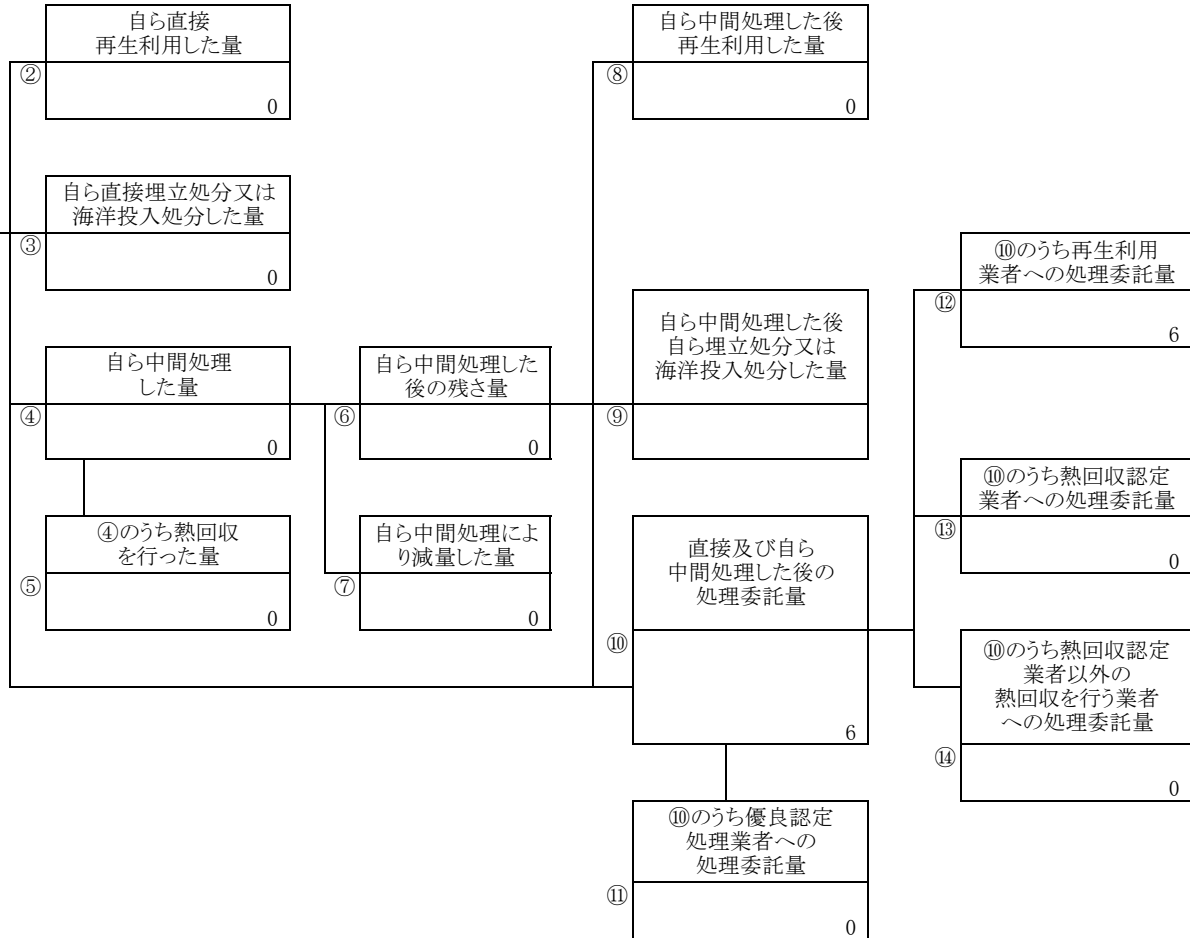 自ら直接
再生利用した量
②
0
自ら直接埋立処分又は
海洋投入処分した量
③
0
自ら中間処理
した量
④
0
④のうち熱回収
を行った量
⑤
0
自ら中間処理した
後の残さ量
⑥
0
自ら中間処理によ
り減量した量
⑦
0
自ら中間処理した後
再生利用した量
⑧
0
自ら中間処理した後
自ら埋立処分又は
海洋投入処分した量
⑨
直接及び自ら
中間処理した後の
処理委託量
⑩
6
⑩のうち優良認定
処理業者への
処理委託量
⑪
0
⑩のうち再生利用
業者への処理委託量
⑫
6
⑩のうち熱回収認定
業者への処理委託量
⑬
0
⑩のうち熱回収認定
業者以外の
熱回収を行う業者
への処理委託量
⑭
0